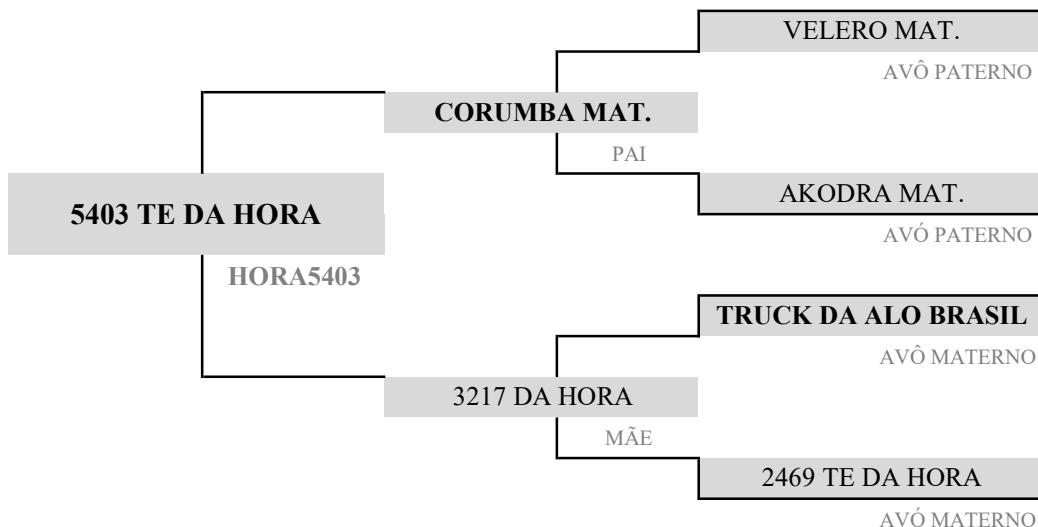 VELERO MAT.
AVÔ PATERNO
CORUMBA MAT.
PAI
AKODRA MAT.
AVÓ PATERNO
5403 TE DA HORA
HORA5403
TRUCK DA ALO BRASIL
AVÔ MATERNO
3217 DA HORA
MÃE
2469 TE DA HORA
AVÓ MATERNO